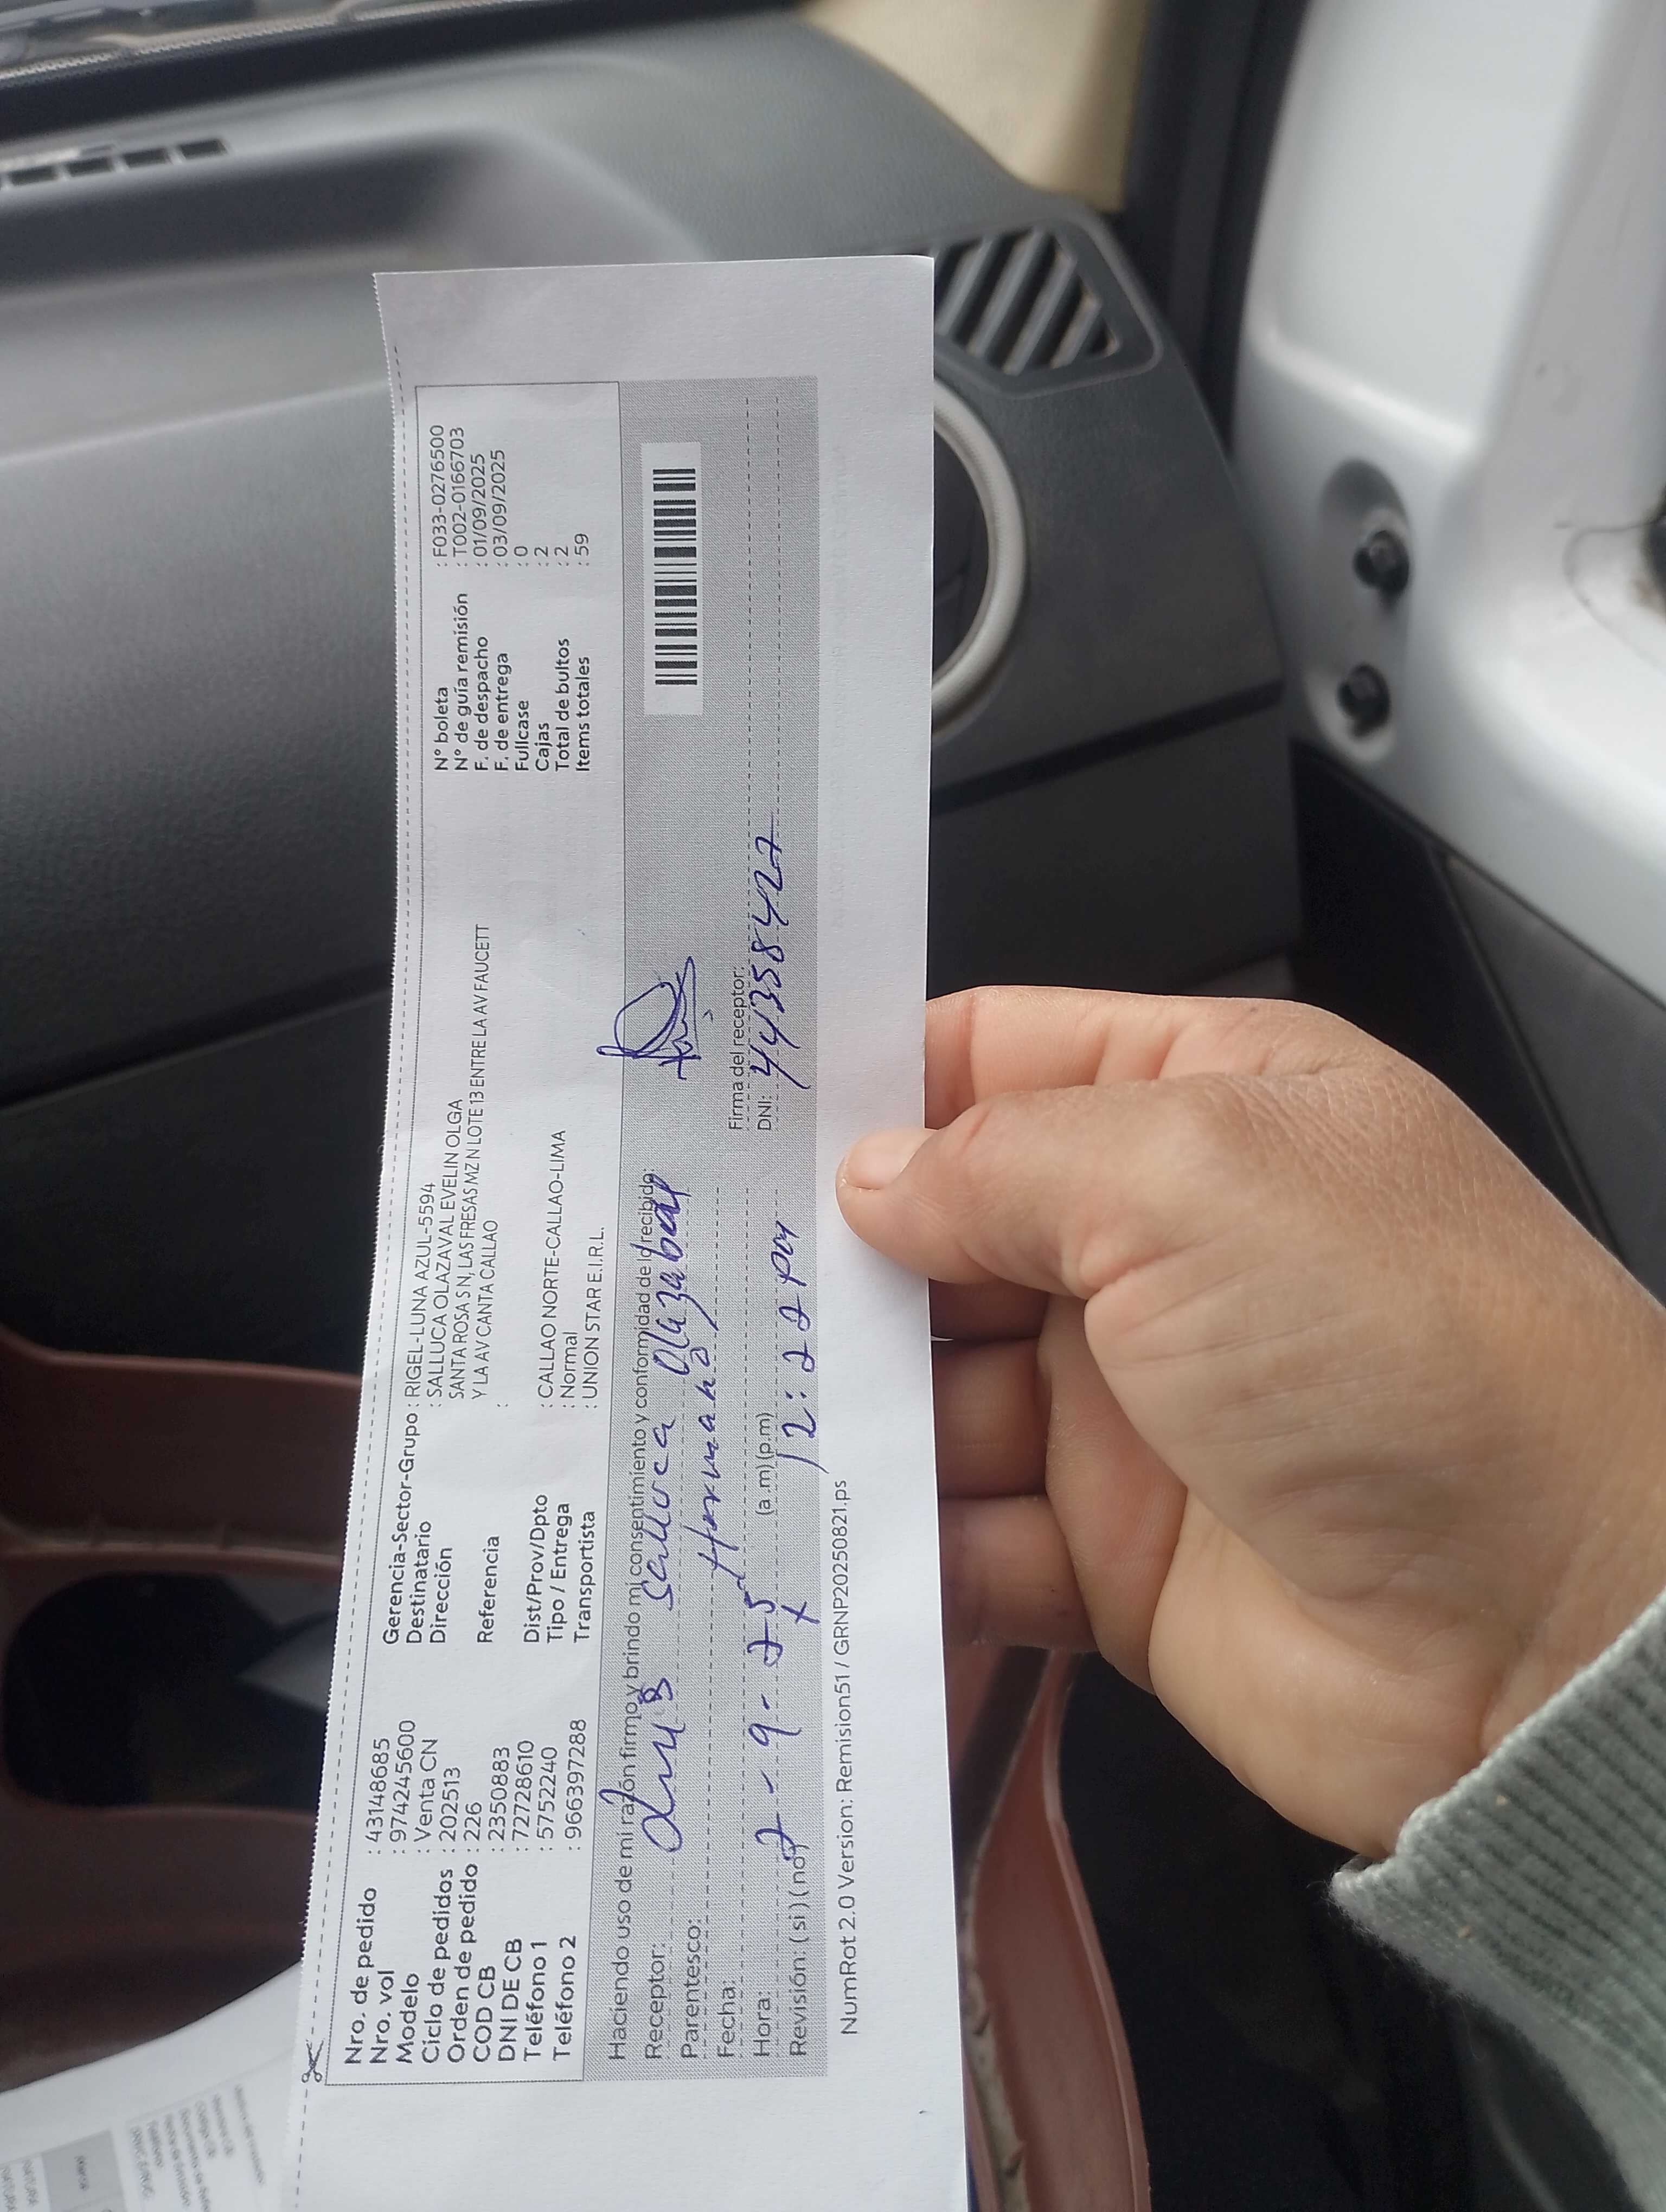 Nro. de pedido : 43148685
Nro. vol : 9742245600
Modelo : Venta CN
Ciclo de pedidos : 202513
Orden de pedido : 226
COD CB : 2350883
DNI DE CB : 72728610
Teléfono 1 : 5752240
Teléfono 2 : 966397288
Gerencia-Sector-Grupo : RIGEL-LUNA AZUL-5594
Destinatario : SALLUCA OLAZAVAL EVELIN OLGA
Dirección SANTA ROSA S N, LAS FRESAS MZ N LOTE 13 ENTRE LA AV FAUCETT
Y LA AV CANTA CALLAO
Referencia :
Dist/Prov/Dpto : CALLAO NORTE-CALLAO-LIMA
Tipo / Entrega : Normal
Transportista : UNION STAR E.I.R.L.
N° boleta : F033-0276500
N° de guía remisión : T002-0166703
F. de despacho : 01/09/2025
F. de entrega : 03/09/2025
Fullcase : 0
Cajas : 2
Total de bultos : 2
Items totales : 59
Haciendo uso de mi razón firmo y brindo mi consentimiento y conformidad de lo recibido:
Receptor: Luis Salluca Olazabal
Parentesco: Hermano
Fecha: 2-9-25
Hora: (a.m) (p.m) 12:22 pm
Revisión: (si) (no)
Firma del receptor:
DNI: 44358427
NumRot 2.0 Version: Remision51 / GRNP20250821.ps